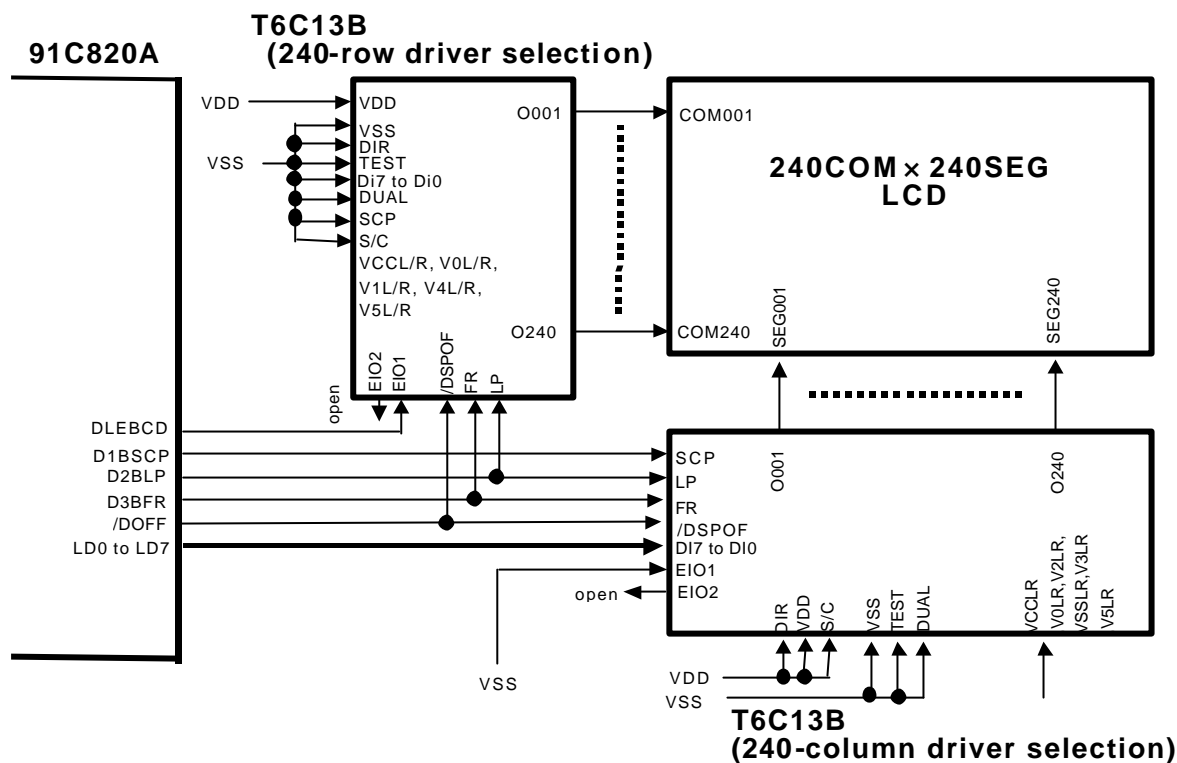 T6C13B
(240-row driver selection)
91C820A
VDD
VDD
VSS
DIR
VSS
TEST
Di7 to Di0
DUAL
SCP
S/C
VCCL/R, V0L/R,
V1L/R, V4L/R,
V5L/R
O001
O240
EIO2
EIO1
/DSPOF
FR
LP
open
COM001
240COM × 240SEG
LCD
COM240
SEG001
SEG240
DLEBCD
D1BSCP
D2BLP
D3BFR
/DOFF
LD0 to LD7
SCP
LP
FR
/DSPOF
DI7 to DI0
EIO1
EIO2
open
VSS
O001
O240
DIR
VDD
S/C
VSS
TEST
DUAL
VCCLR
V0LR,V2LR,
VSSLR,V3LR
V5LR
VDD
VSS
T6C13B
(240-column driver selection)